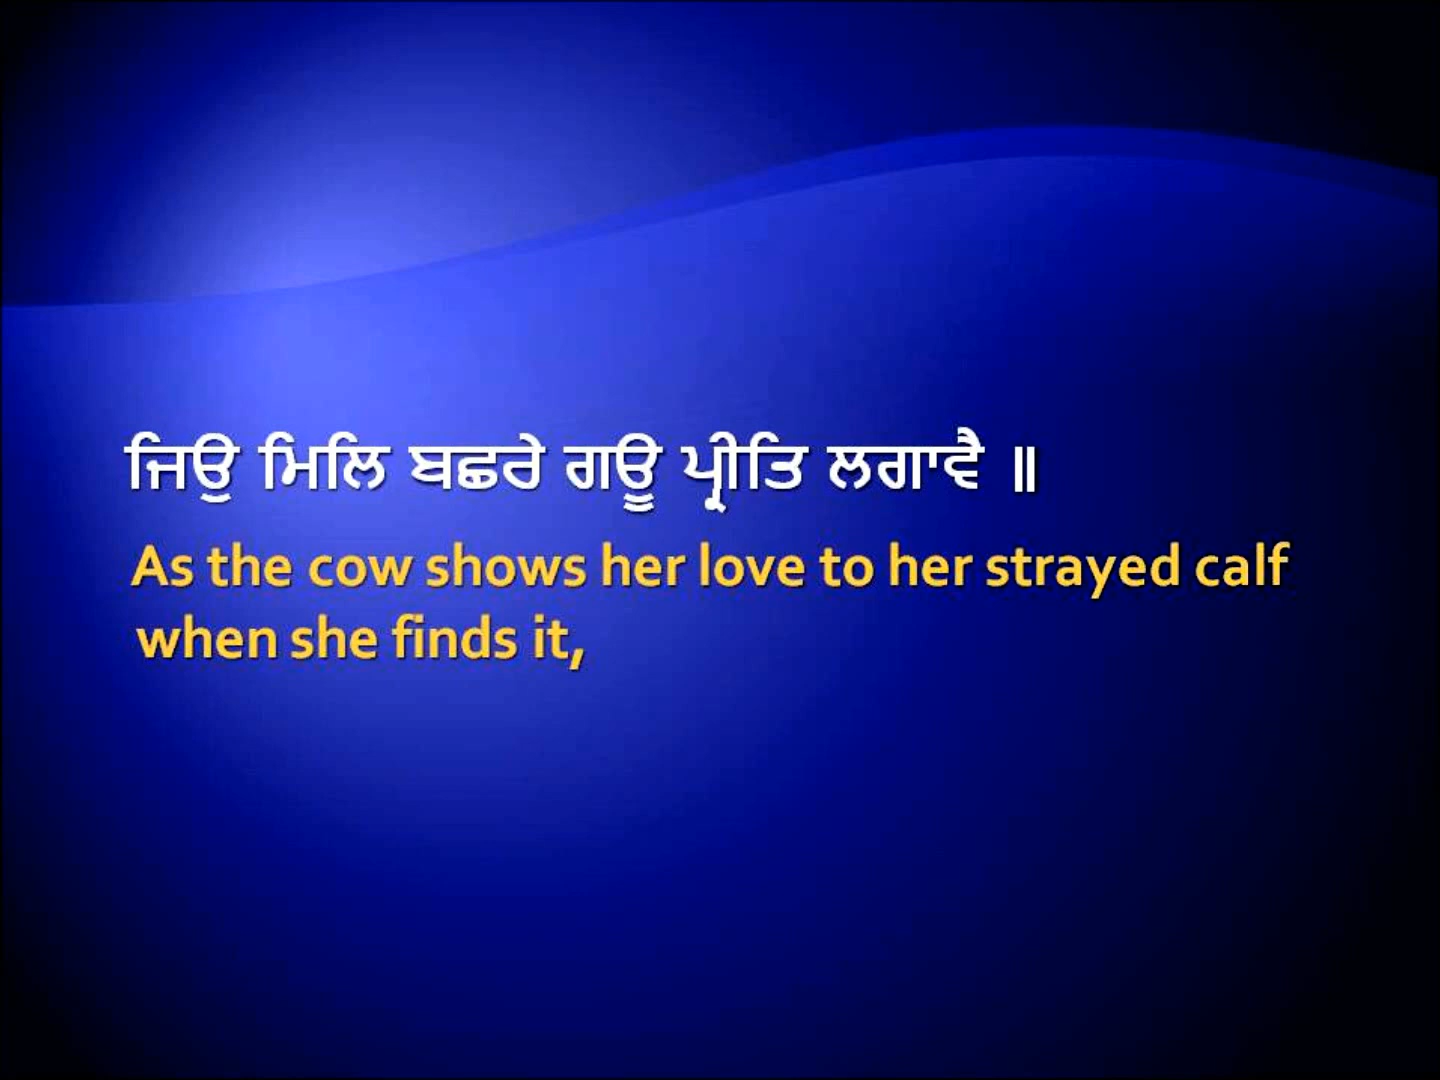 ਜਿਉ ਮਿਲਿ ਬਛਰੇ ਗਊ ਪ੍ਰੀਤਿ ਲਗਾਵੈ ॥
As the cow shows her love to her strayed calf
when she finds it,